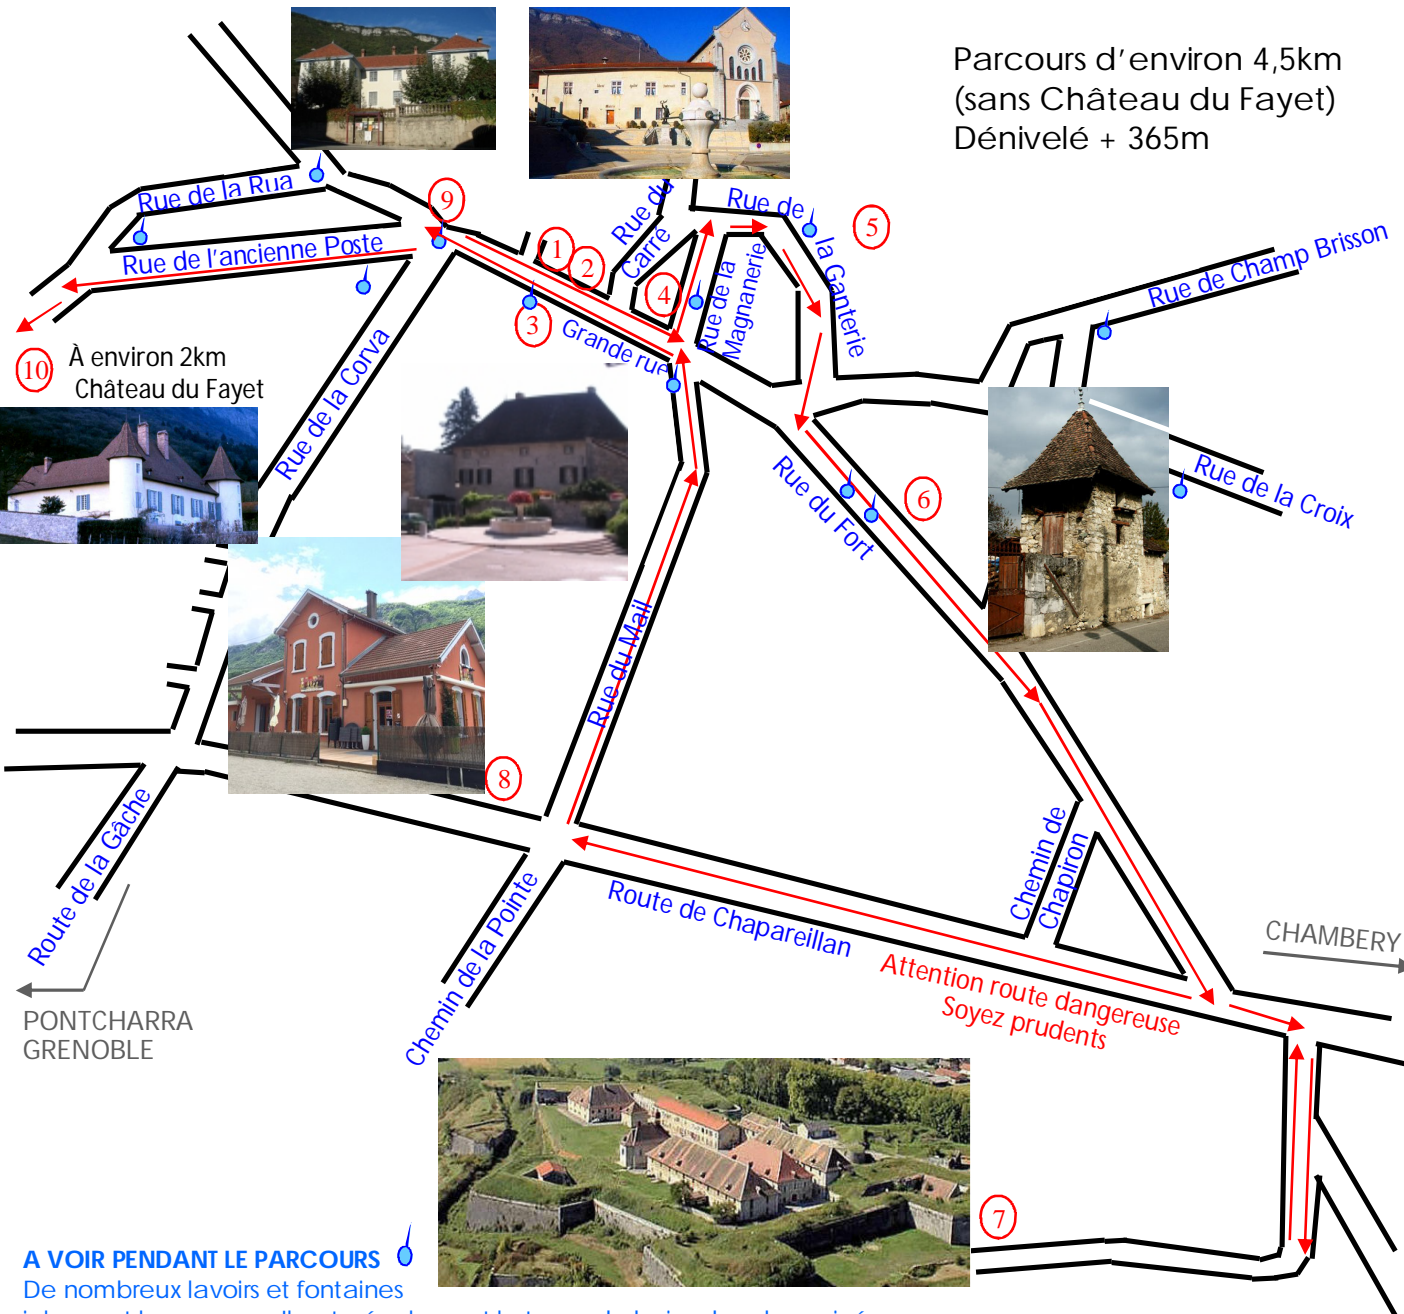 Parcours d'environ 4,5km
(sans Château du Fayet)
Dénivelé + 365m
Rue de la Rua
9
Rue de l'ancienne Poste
1
2
3
Grande rue
Rue du
Carré
4
Rue de la
Magnanerie
Rue de
la Ganterie
5
Rue de Champ Brisson
Rue de la Croix
10
À environ 2km
Château du Fayet
Rue de la Corva
Rue du Fort
6
Rue du Mail
8
Route de la Gâche
Chemin de la Pointe
Route de Chapareillan
Chemin de
Chapiron
Attention route dangereuse
Soyez prudents
CHAMBERY
PONTCHARRA
GRENOBLE
7
A VOIR PENDANT LE PARCOURS
De nombreux lavoirs et fontaines